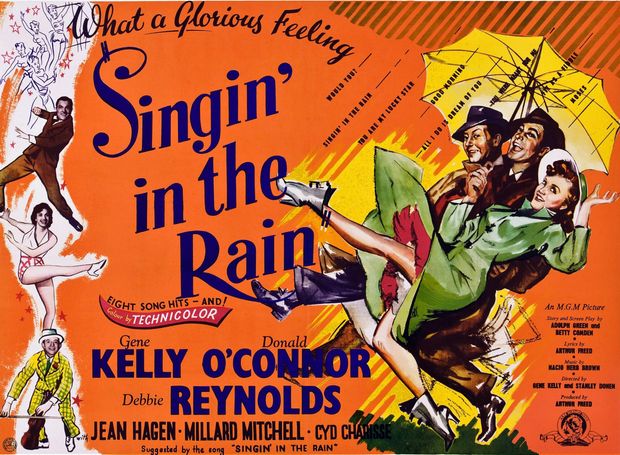 What a Glorious Feeling
Singin'
in the
Rain
WOULD YOU?
SINGIN' IN THE RAIN
YOU ARE MY LUCKY STAR
ALL I DO IS DREAM OF YOU
GOOD MORNING
MOSES
EIGHT SONG HITS - AND!
Colour by TECHNICOLOR
Gene Donald
KELLY O'CONNOR
Debbie REYNOLDS
with JEAN HAGEN · MILLARD MITCHELL · CYD CHARISSE
Suggested by the song "SINGIN' IN THE RAIN"
An M.G.M Picture
Story and Screen Play by
ADOLPH GREEN and
BETTY COMDEN
Lyrics by
ARTHUR FREED
Music by
NACIO HERB BROWN
Directed by
GENE KELLY and STANLEY DONEN
Produced by
ARTHUR FREED